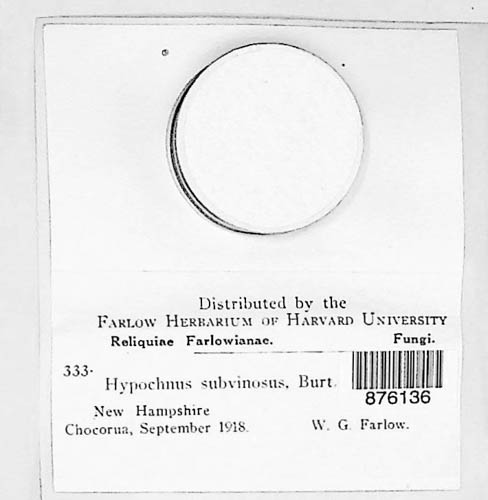 Distributed by the
FARLOW HERBARIUM OF HARVARD UNIVERSITY
Reliquiae Farlowianae. Fungi.
333. Hypochnus subvinosus, Burt.
876136
New Hampshire
Chocorua, September 1918. W. G. Farlow.